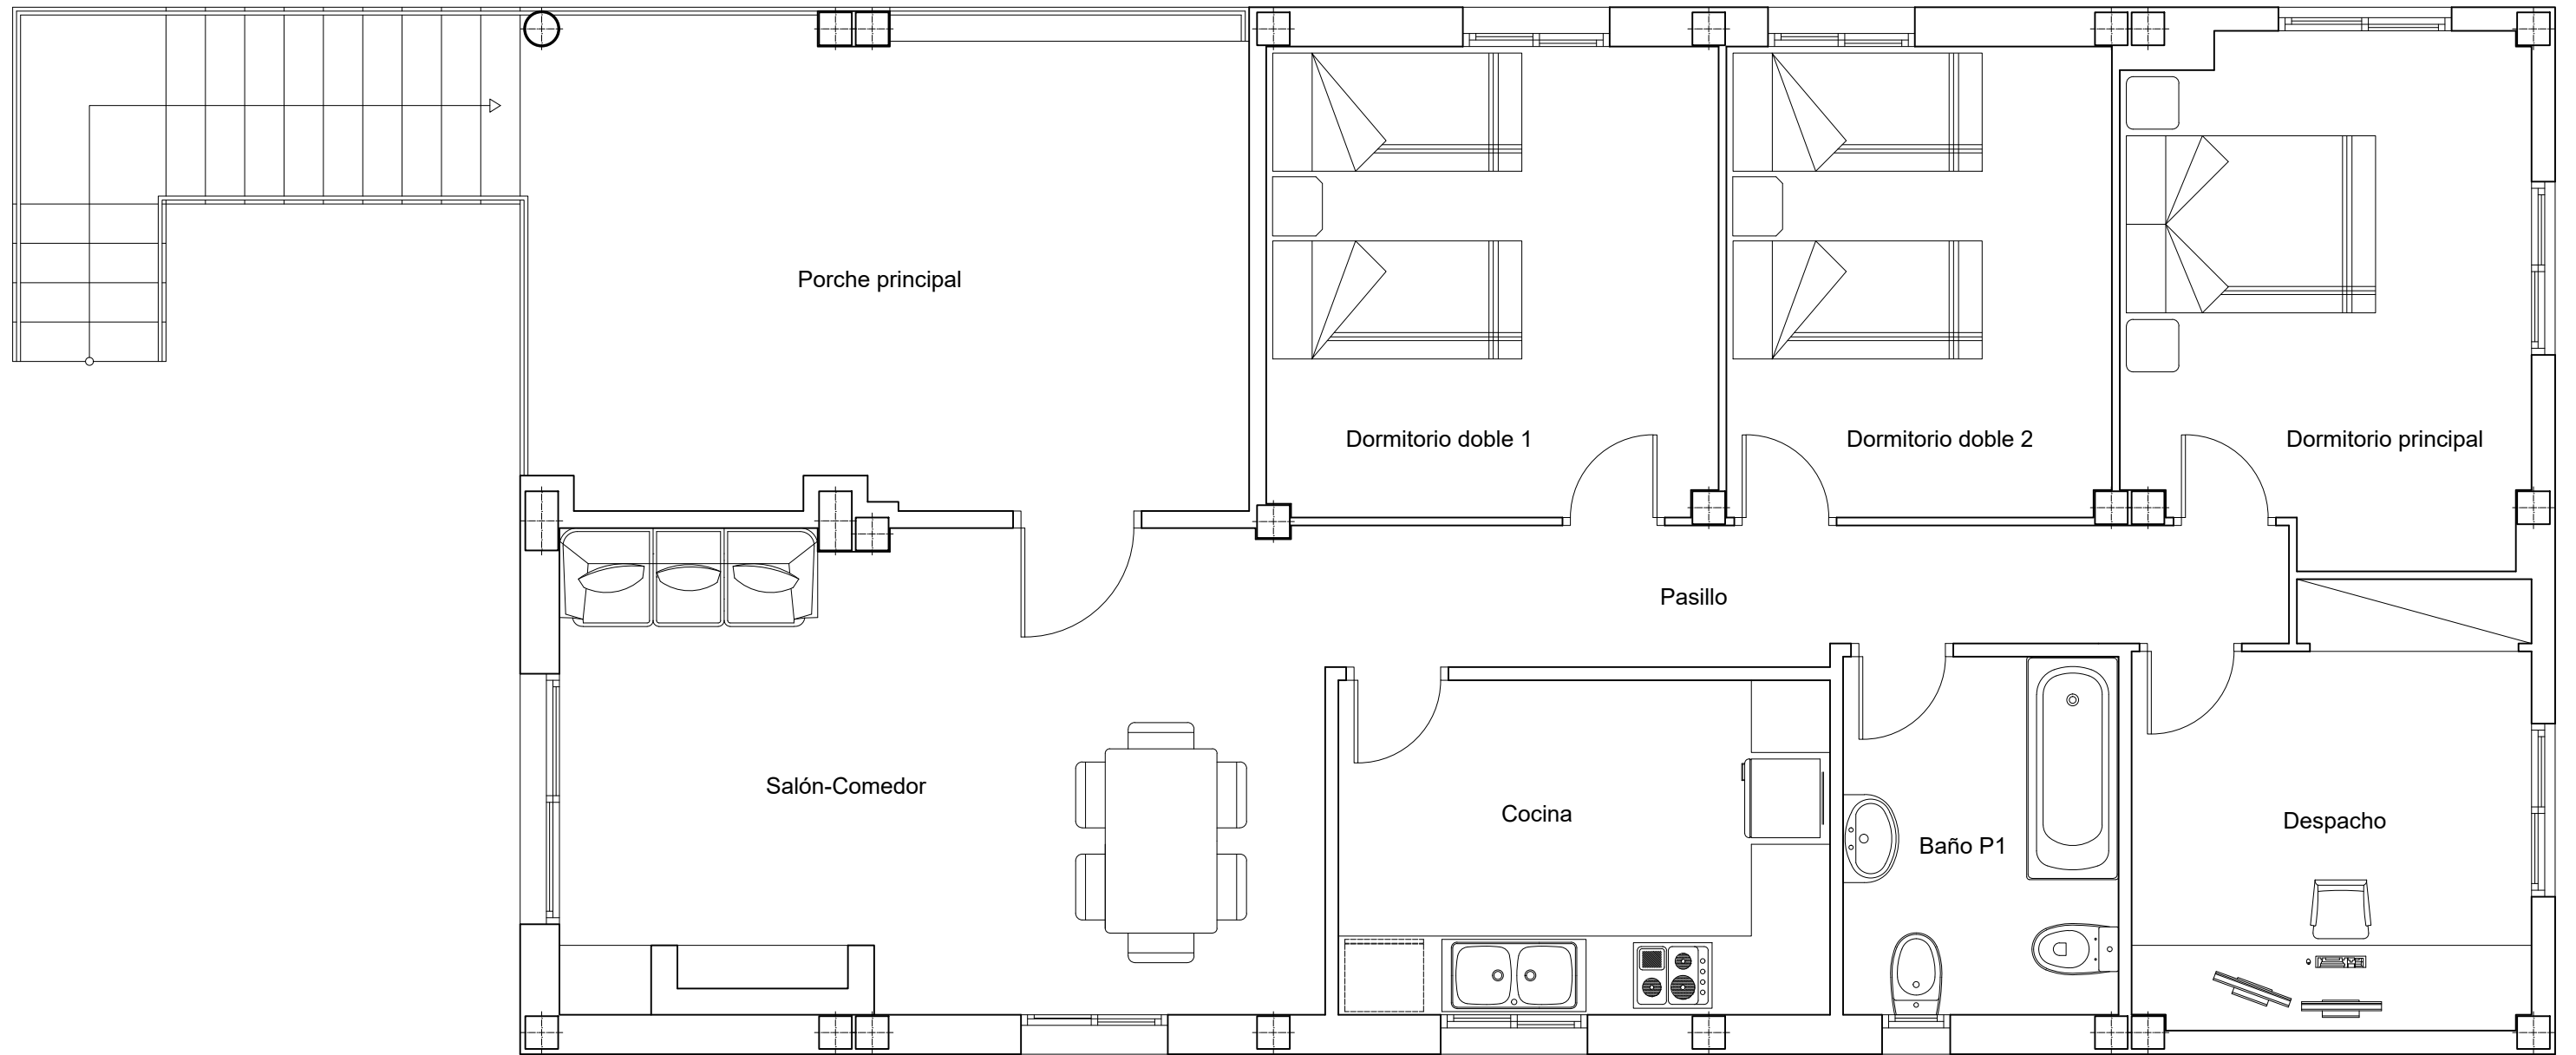 Porche principal
Dormitorio doble 1
Dormitorio doble 2
Dormitorio principal
Pasillo
Salón-Comedor
Cocina
Baño P1
Despacho